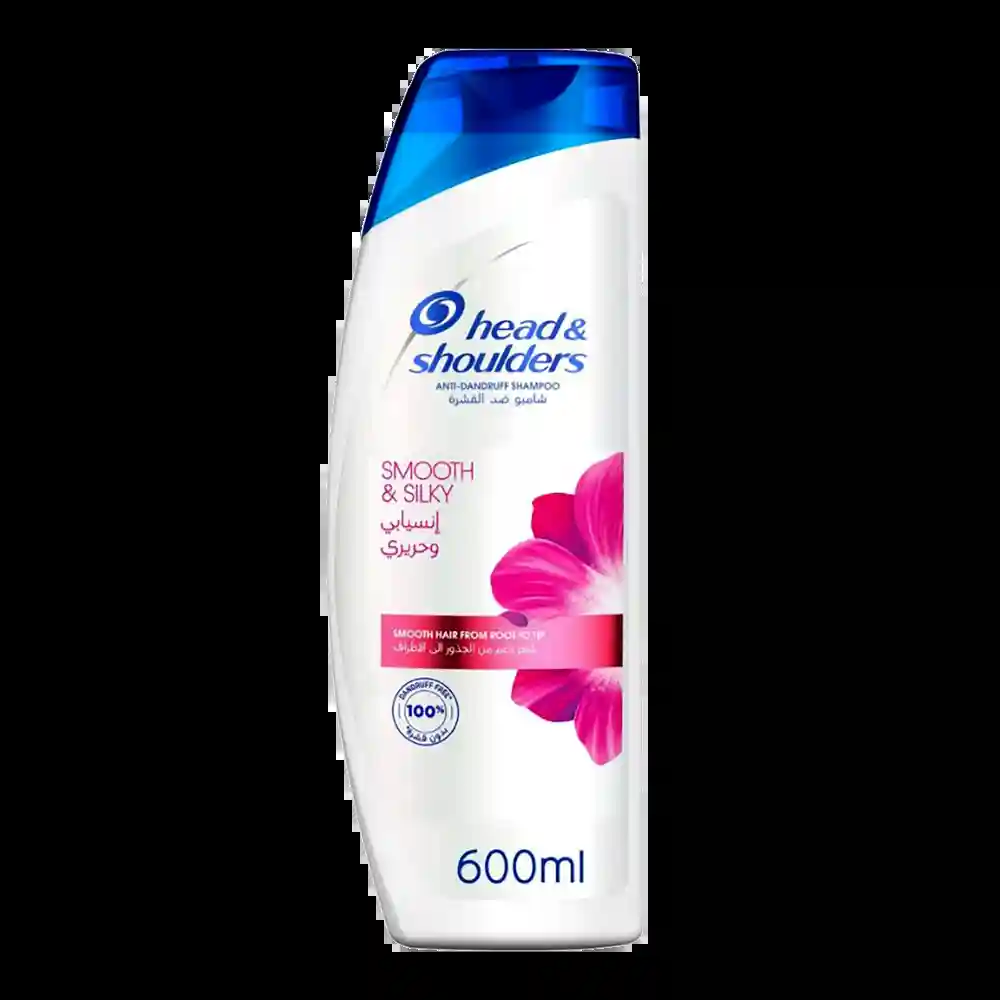 head &
shoulders
ANTI-DANDRUFF SHAMPOO
شامبو ضد القشرة
SMOOTH
& SILKY
إنسيابي
وحريري
SMOOTH HAIR FROM ROOT TO TIP
شعر ناعم من الجذور الى الاطراف
DANDRUFF FREE*
100%
بدون قشرة*
600ml